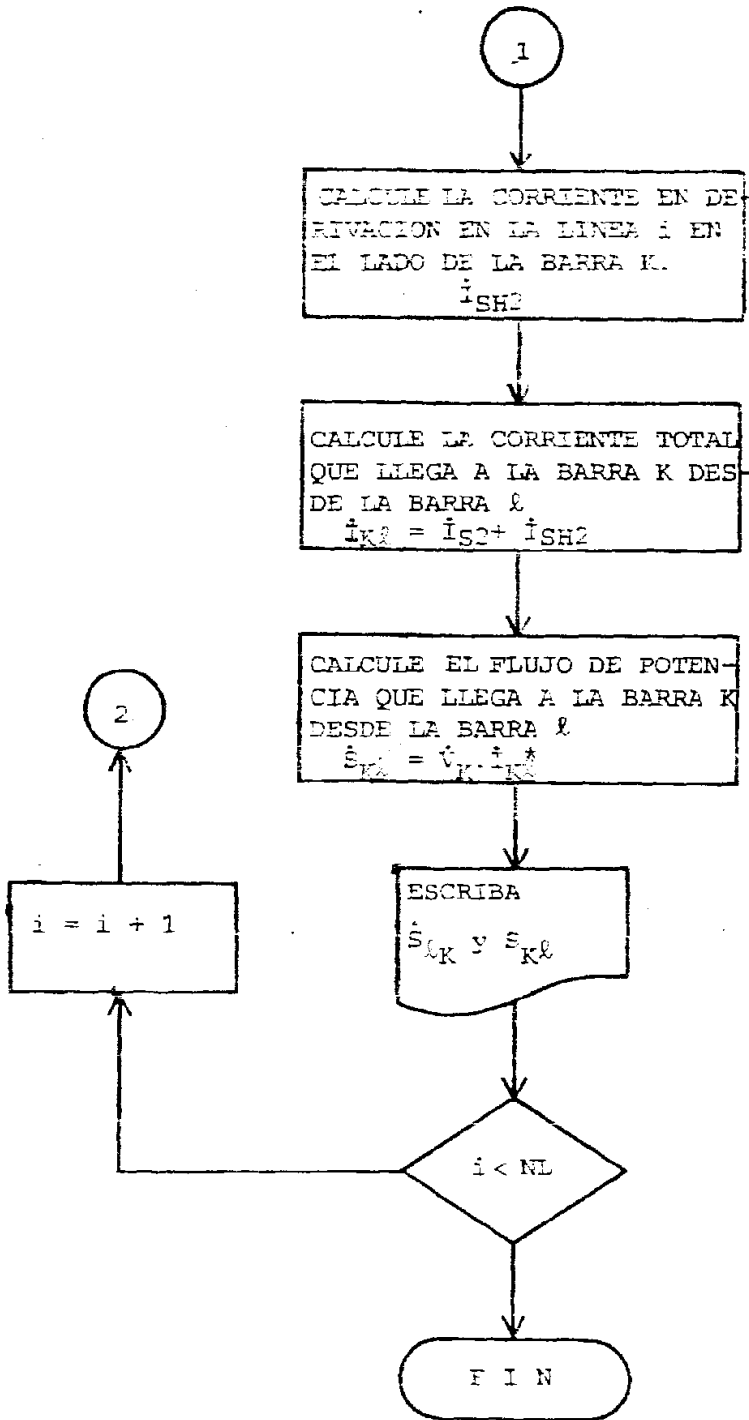 1
CALCULE LA CORRIENTE EN DE-
RIVACION EN LA LINEA i EN
EL LADO DE LA BARRA K.
İSH2
CALCULE LA CORRIENTE TOTAL
QUE LLEGA A LA BARRA K DES-
DE LA BARRA ℓ
İKℓ = İS2+ İSH2
CALCULE EL FLUJO DE POTEN-
CIA QUE LLEGA A LA BARRA K
DESDE LA BARRA ℓ
ṠKℓ = V̇K.İKℓ*
2
ESCRIBA
ṠℓK y SKℓ
i = i + 1
i < NL
F I N